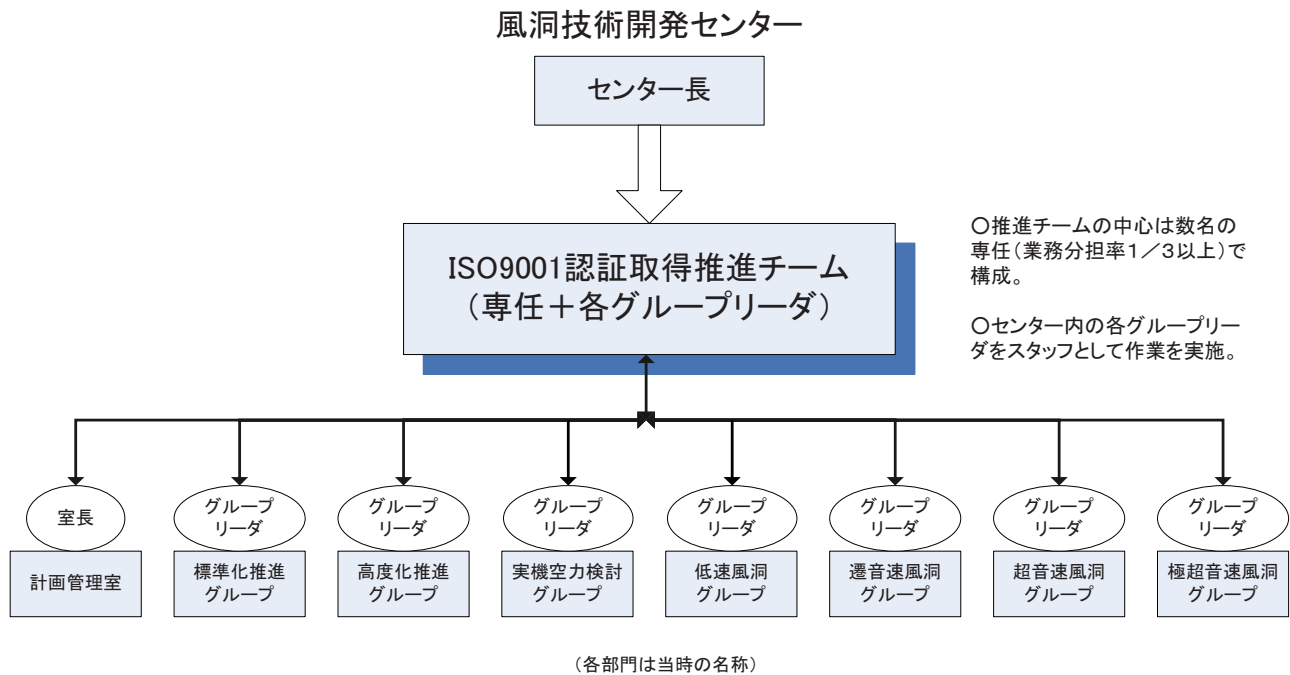 風洞技術開発センター
センター長
ISO9001認証取得推進チーム
（専任＋各グループリーダ）
○推進チームの中心は数名の
専任（業務分担率１／３以上）で
構成。
○センター内の各グループリー
ダをスタッフとして作業を実施。
室長
グループ
リーダ
グループ
リーダ
グループ
リーダ
グループ
リーダ
グループ
リーダ
グループ
リーダ
グループ
リーダ
計画管理室
標準化推進
グループ
高度化推進
グループ
実機空力検討
グループ
低速風洞
グループ
遷音速風洞
グループ
超音速風洞
グループ
極超音速風洞
グループ
（各部門は当時の名称）